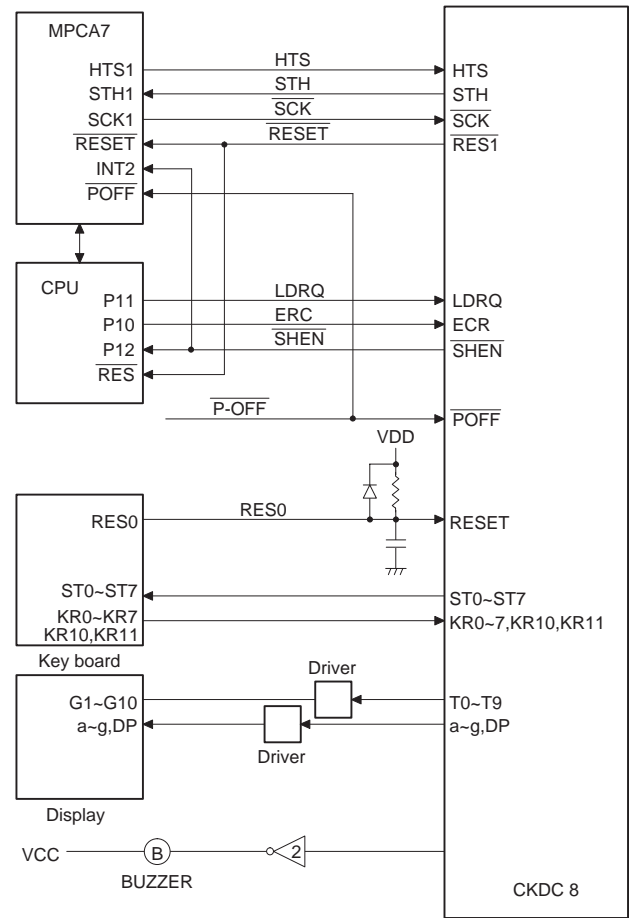 MPCA7
HTS1 HTS HTS
STH1 STH STH
SCK1 SCK SCK
RESET RESET RES1
INT2
POFF
CPU
P11 LDRQ LDRQ
P10 ERC ECR
P12 SHEN SHEN
RES
P-OFF POFF
VDD
RES0 RES0 RESET
ST0~ST7 ST0~ST7
KR0~KR7 KR0~7,KR10,KR11
KR10,KR11
Key board
Driver
G1~G10 T0~T9
a~g,DP a~g,DP
Driver
Display
VCC B 2
BUZZER
CKDC 8